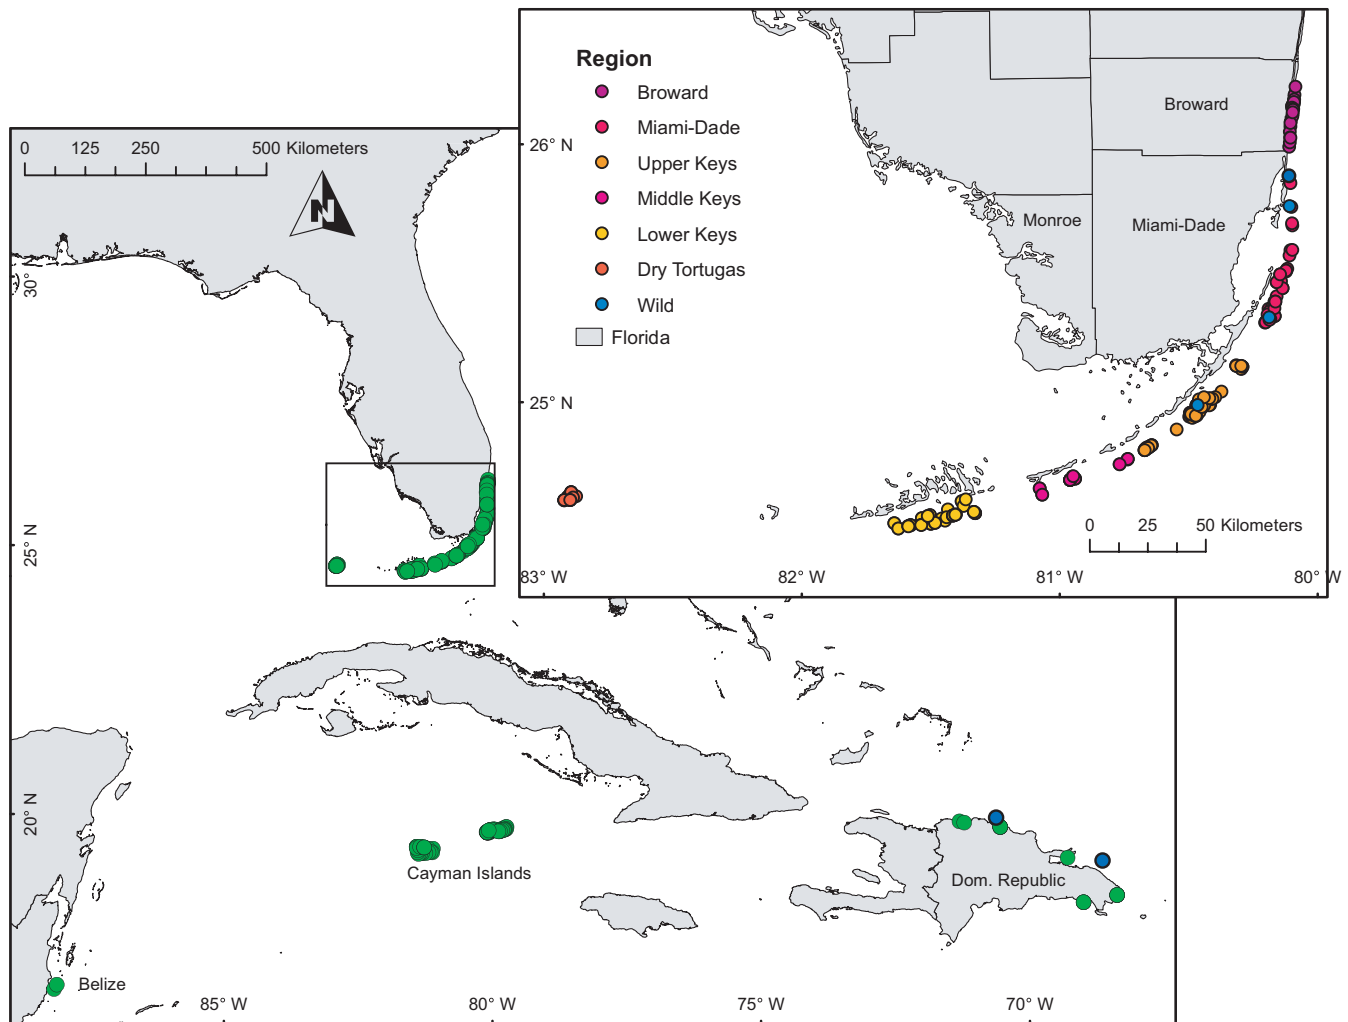 Region
Broward
Miami-Dade
Upper Keys
Middle Keys
Lower Keys
Dry Tortugas
Wild
Florida
Broward
Monroe
Miami-Dade
26° N
25° N
0 25 50 Kilometers
83° W 82° W 81° W 80° W
0 125 250 500 Kilometers
N
30°
25° N
20° N
Cayman Islands
Dom. Republic
Belize
85° W 80° W 75° W 70° W